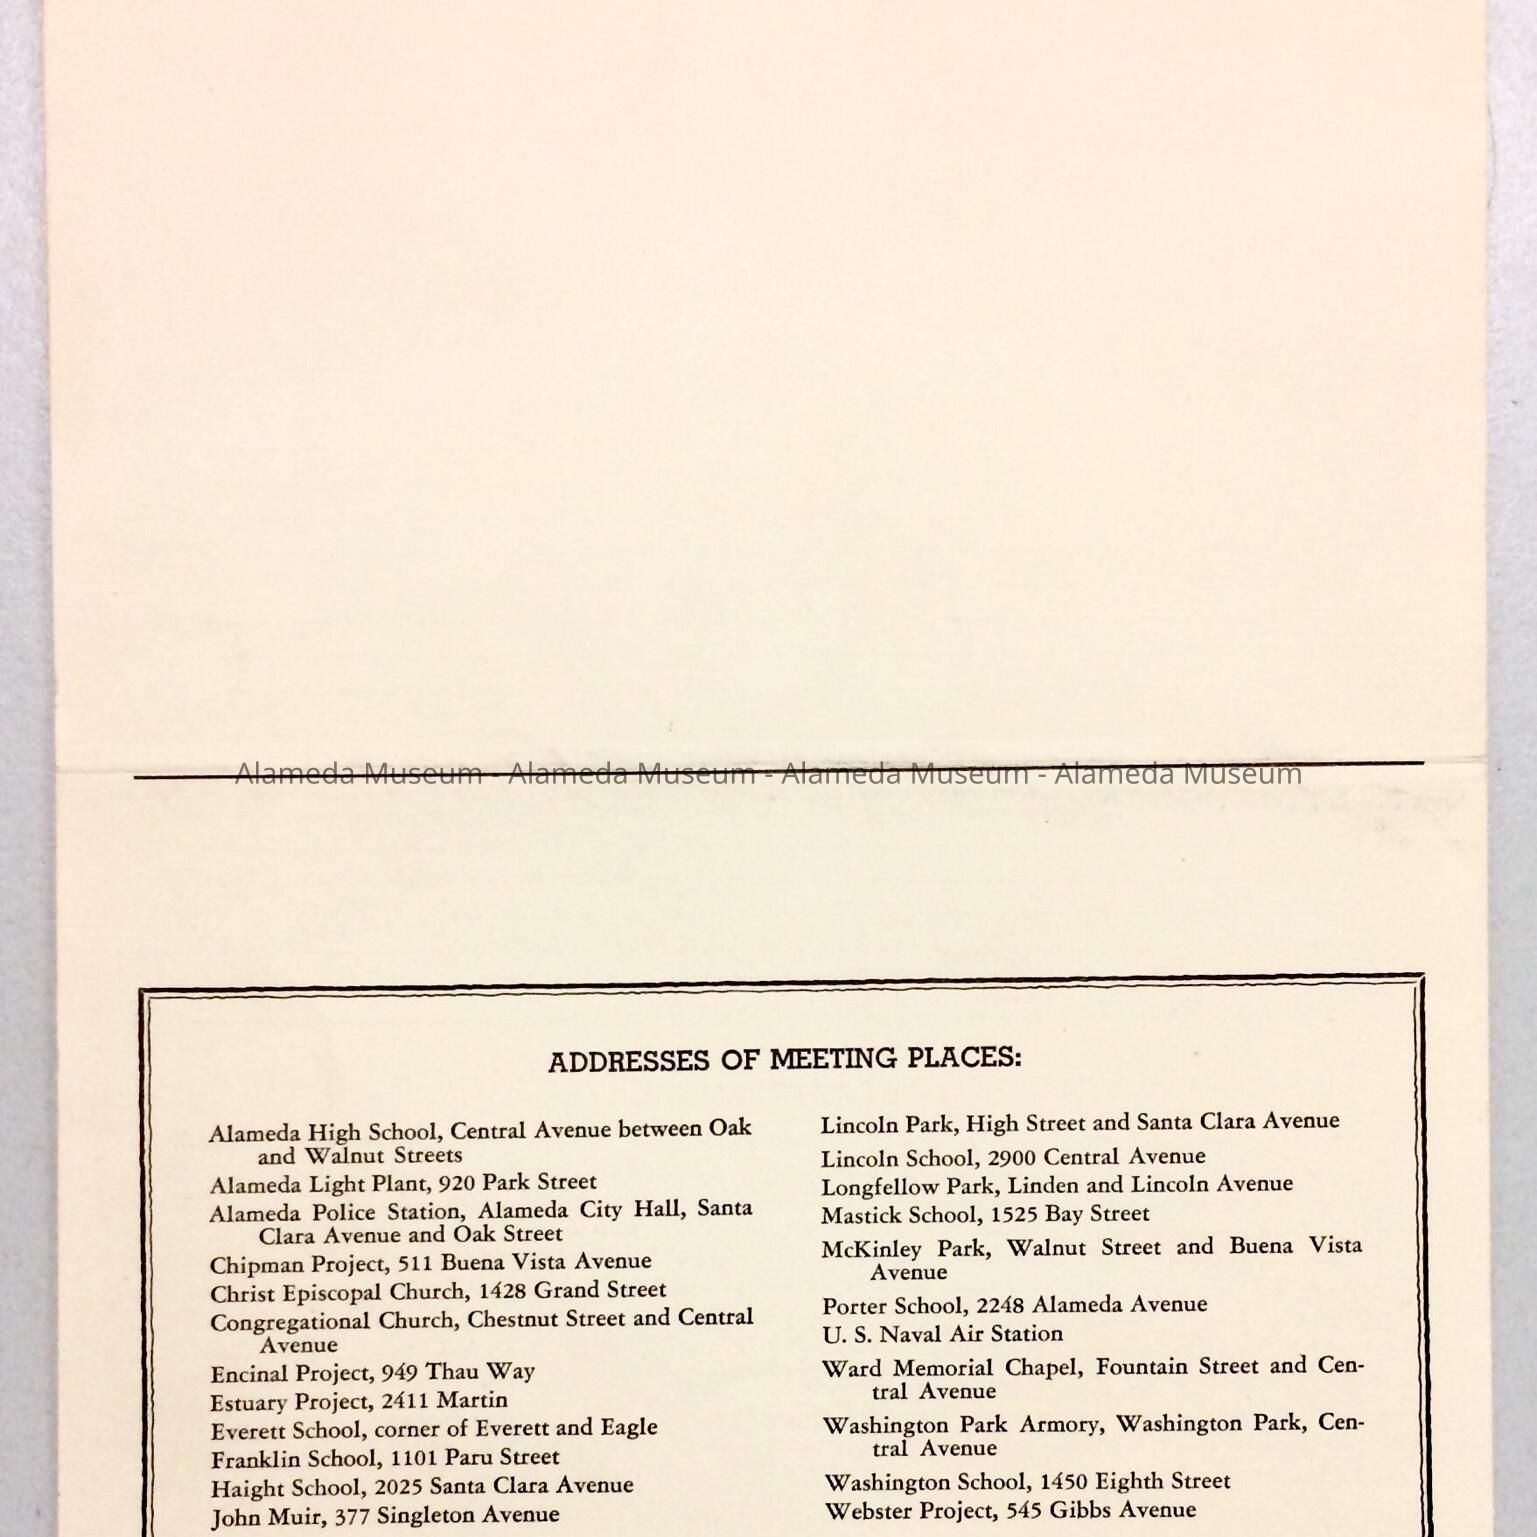 Alameda Museum - Alameda Museum - Alameda Museum - Alameda Museum
ADDRESSES OF MEETING PLACES:
Alameda High School, Central Avenue between Oak
and Walnut Streets
Alameda Light Plant, 920 Park Street
Alameda Police Station, Alameda City Hall, Santa
Clara Avenue and Oak Street
Chipman Project, 511 Buena Vista Avenue
Christ Episcopal Church, 1428 Grand Street
Congregational Church, Chestnut Street and Central
Avenue
Encinal Project, 949 Thau Way
Estuary Project, 2411 Martin
Everett School, corner of Everett and Eagle
Franklin School, 1101 Paru Street
Haight School, 2025 Santa Clara Avenue
John Muir, 377 Singleton Avenue
Lincoln Park, High Street and Santa Clara Avenue
Lincoln School, 2900 Central Avenue
Longfellow Park, Linden and Lincoln Avenue
Mastick School, 1525 Bay Street
McKinley Park, Walnut Street and Buena Vista
Avenue
Porter School, 2248 Alameda Avenue
U. S. Naval Air Station
Ward Memorial Chapel, Fountain Street and Cen-
tral Avenue
Washington Park Armory, Washington Park, Cen-
tral Avenue
Washington School, 1450 Eighth Street
Webster Project, 545 Gibbs Avenue